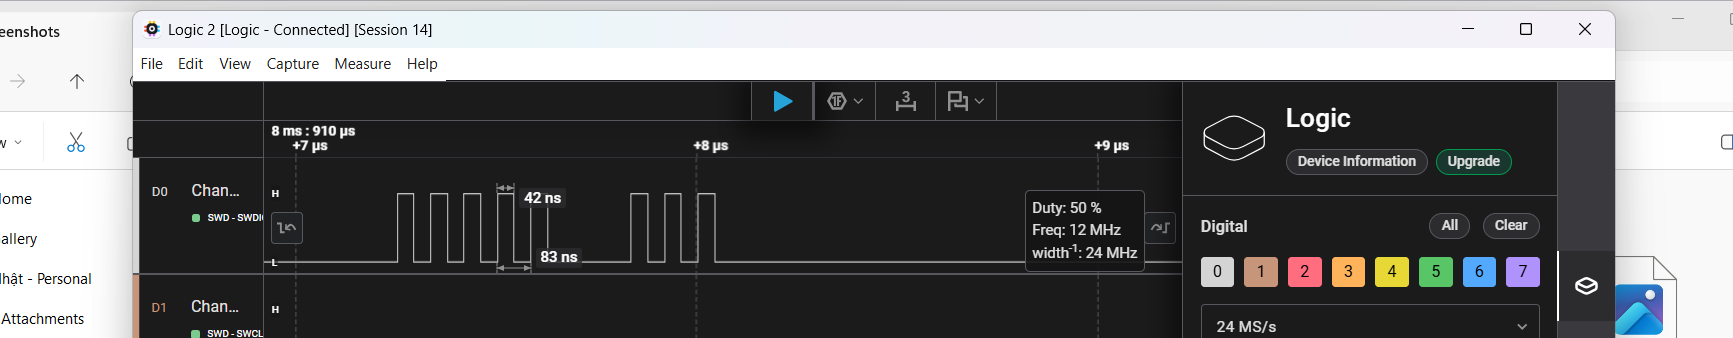 eenshots
Logic 2 [Logic - Connected] [Session 14]
File Edit View Capture Measure Help
1F 3
8 ms : 910 µs
+7 µs +8 µs +9 µs
D0 Chan...
SWD - SWDI
H
L
42 ns
83 ns
Duty: 50 %
Freq: 12 MHz
width-1: 24 MHz
D1 Chan...
SWD - SWCL
H
Logic
Device Information Upgrade
Digital All Clear
0 1 2 3 4 5 6 7
24 MS/s
w
ome
allery
hật - Personal
Attachments